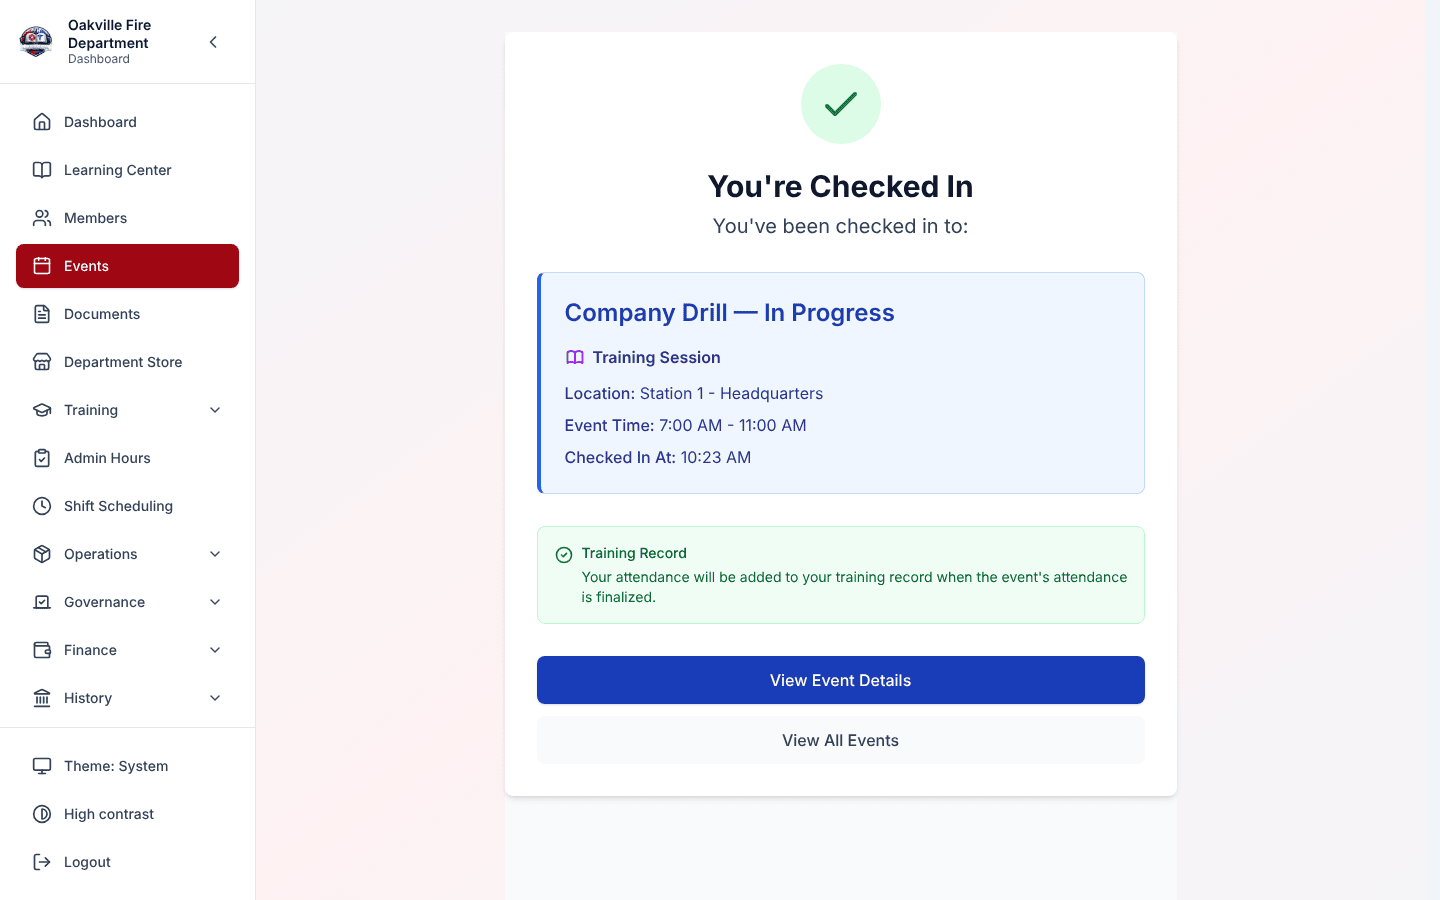 Oakville Fire
Department
Dashboard
Dashboard
Learning Center
Members
Events
Documents
Department Store
Training
Admin Hours
Shift Scheduling
Operations
Governance
Finance
History
Theme: System
High contrast
Logout
You're Checked In
You've been checked in to:
Company Drill — In Progress
Training Session
Location: Station 1 - Headquarters
Event Time: 7:00 AM - 11:00 AM
Checked In At: 10:23 AM
Training Record
Your attendance will be added to your training record when the event's attendance
is finalized.
View Event Details
View All Events